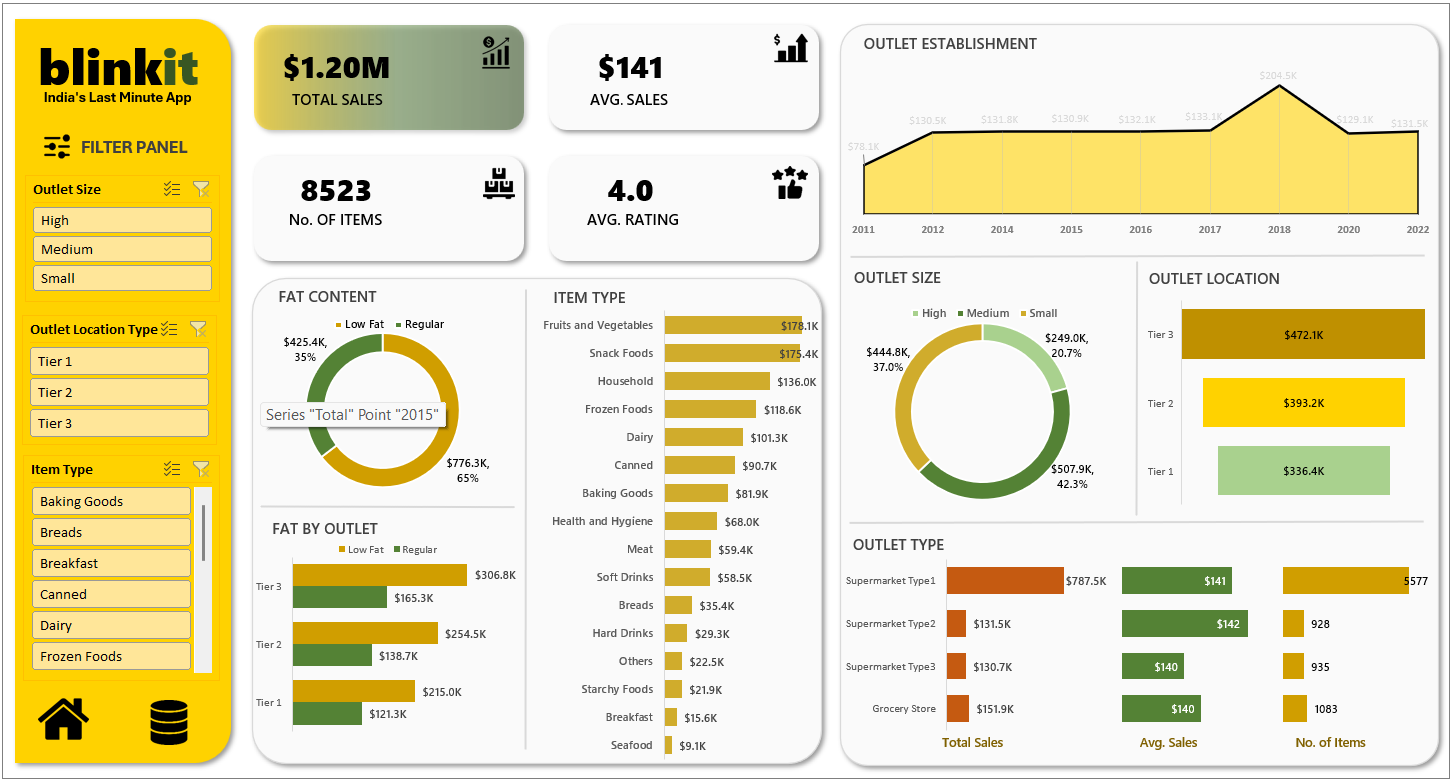 blinkit
India's Last Minute App
FILTER PANEL
Outlet Size
High
Medium
Small
Outlet Location Type
Tier 1
Tier 2
Tier 3
Item Type
Baking Goods
Breads
Breakfast
Canned
Dairy
Frozen Foods
$1.20M
TOTAL SALES
$
$141
AVG. SALES
$
8523
No. OF ITEMS
4.0
AVG. RATING
FAT CONTENT
Low Fat Regular
$425.4K,
35%
Series "Total" Point "2015"
$776.3K,
65%
FAT BY OUTLET
Low Fat Regular
Tier 3 $306.8K
$165.3K
Tier 2 $254.5K
$138.7K
Tier 1 $215.0K
$121.3K
ITEM TYPE
Fruits and Vegetables $178.1K
Snack Foods $175.4K
Household $136.0K
Frozen Foods $118.6K
Dairy $101.3K
Canned $90.7K
Baking Goods $81.9K
Health and Hygiene $68.0K
Meat $59.4K
Soft Drinks $58.5K
Breads $35.4K
Hard Drinks $29.3K
Others $22.5K
Starchy Foods $21.9K
Breakfast $15.6K
Seafood $9.1K
OUTLET ESTABLISHMENT
$78.1K $130.5K $131.8K $130.9K $132.1K $133.1K $204.5K $129.1K $131.5K
2011 2012 2014 2015 2016 2017 2018 2020 2022
OUTLET SIZE
High Medium Small
$444.8K,
37.0%
$249.0K,
20.7%
$507.9K,
42.3%
OUTLET LOCATION
Tier 3 $472.1K
Tier 2 $393.2K
Tier 1 $336.4K
OUTLET TYPE
Supermarket Type1 $787.5K $141 5577
Supermarket Type2 $131.5K $142 928
Supermarket Type3 $130.7K $140 935
Grocery Store $151.9K $140 1083
Total Sales Avg. Sales No. of Items